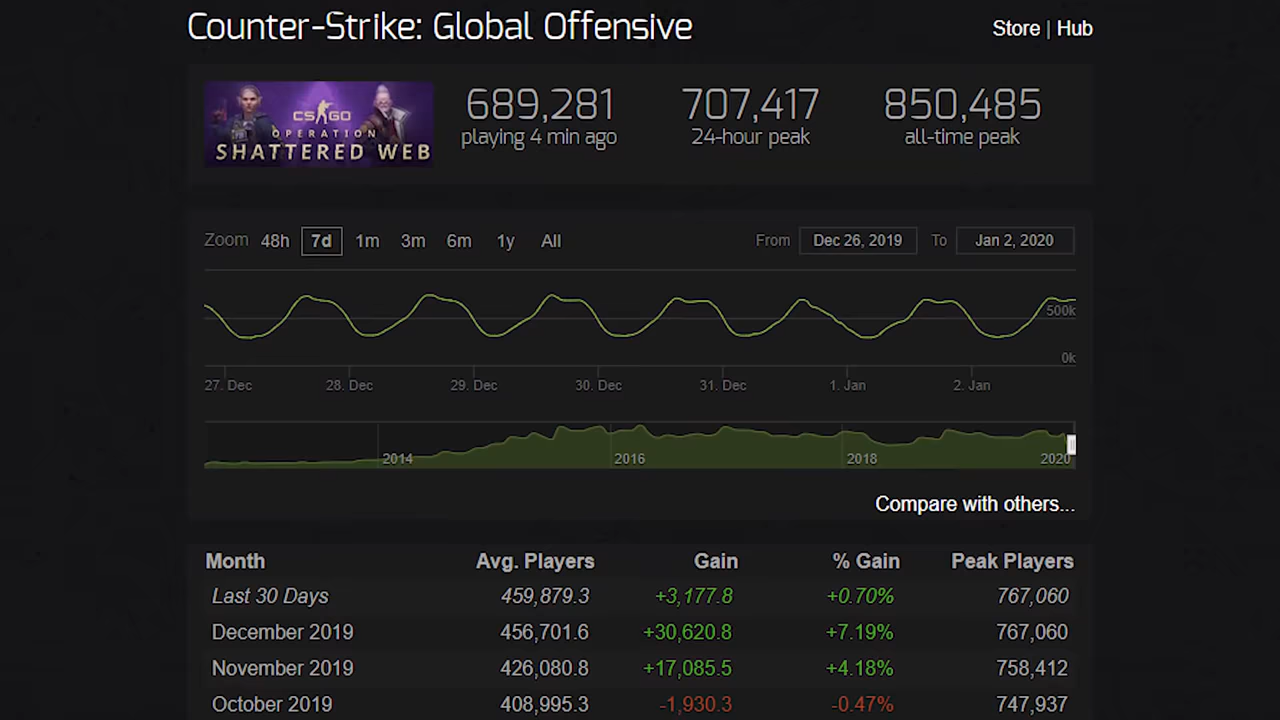 Counter-Strike: Global Offensive
Store | Hub
CS GO
OPERATION
SHATTERED WEB
689,281 707,417 850,485
playing 4 min ago 24-hour peak all-time peak
Zoom 48h 7d 1m 3m 6m 1y All From Dec 26, 2019 To Jan 2, 2020
500k
0k
27. Dec 28. Dec 29. Dec 30. Dec 31. Dec 1. Jan 2. Jan
2014 2016 2018 2020
Compare with others...
Month Avg. Players Gain % Gain Peak Players
Last 30 Days 459,879.3 +3,177.8 +0.70% 767,060
December 2019 456,701.6 +30,620.8 +7.19% 767,060
November 2019 426,080.8 +17,085.5 +4.18% 758,412
October 2019 408,995.3 -1,930.3 -0.47% 747,937